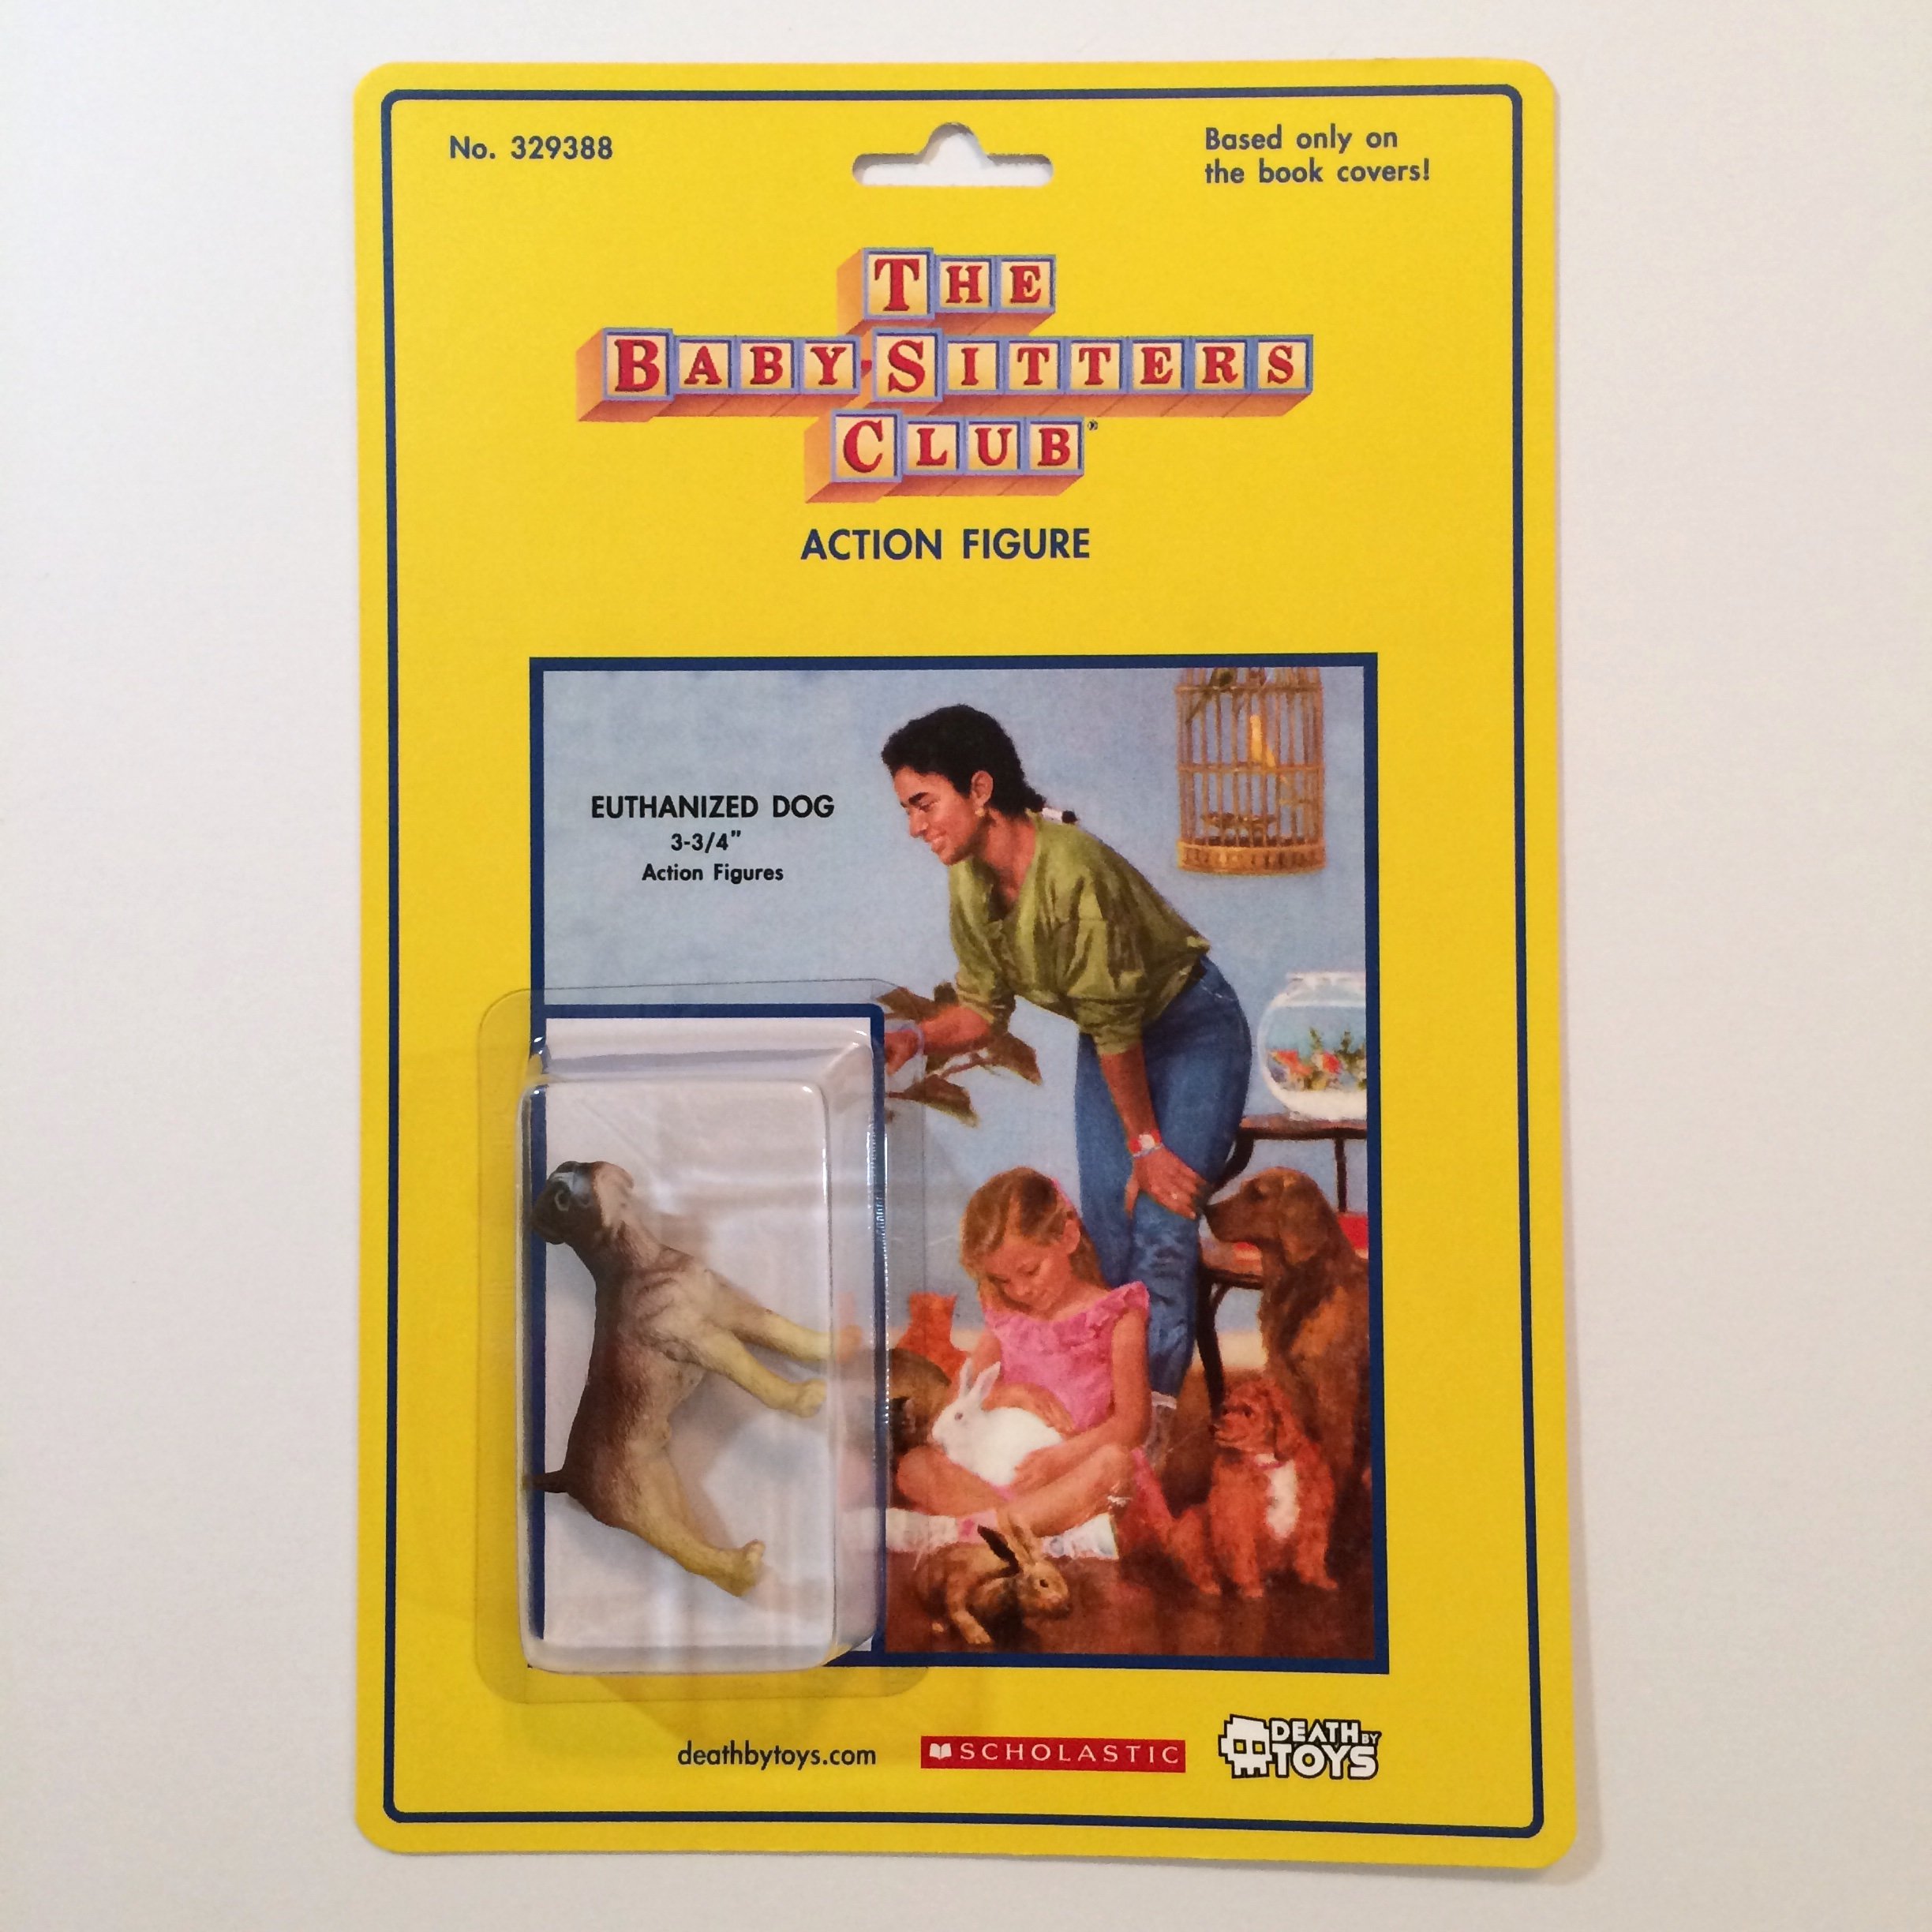 No. 329388
Based only on
the book covers!
THE
BABY-SITTERS
CLUB®
ACTION FIGURE
EUTHANIZED DOG
3-3/4"
Action Figures
deathbytoys.com
SCHOLASTIC
DEATH BY
TOYS